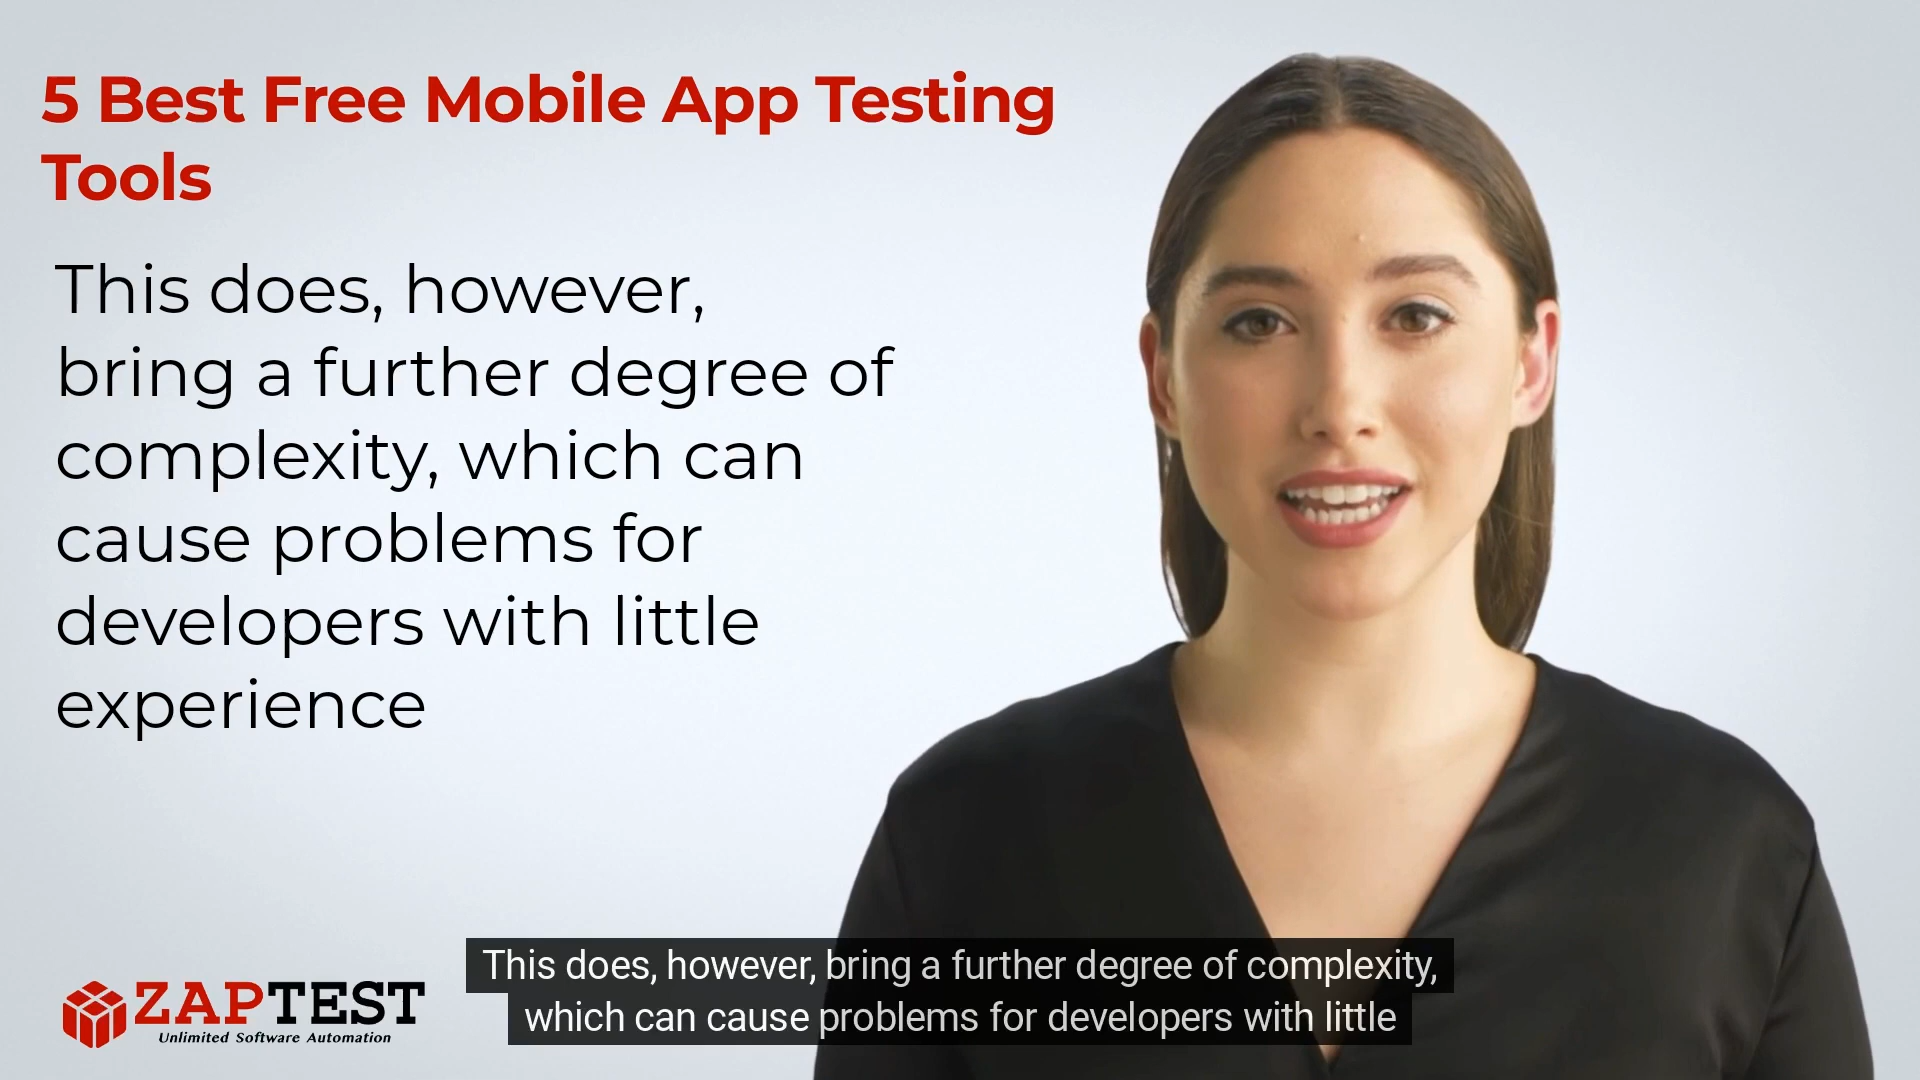 5 Best Free Mobile App Testing
Tools
This does, however,
bring a further degree of
complexity, which can
cause problems for
developers with little
experience
ZAPTEST
Unlimited Software Automation
This does, however, bring a further degree of complexity,
which can cause problems for developers with little